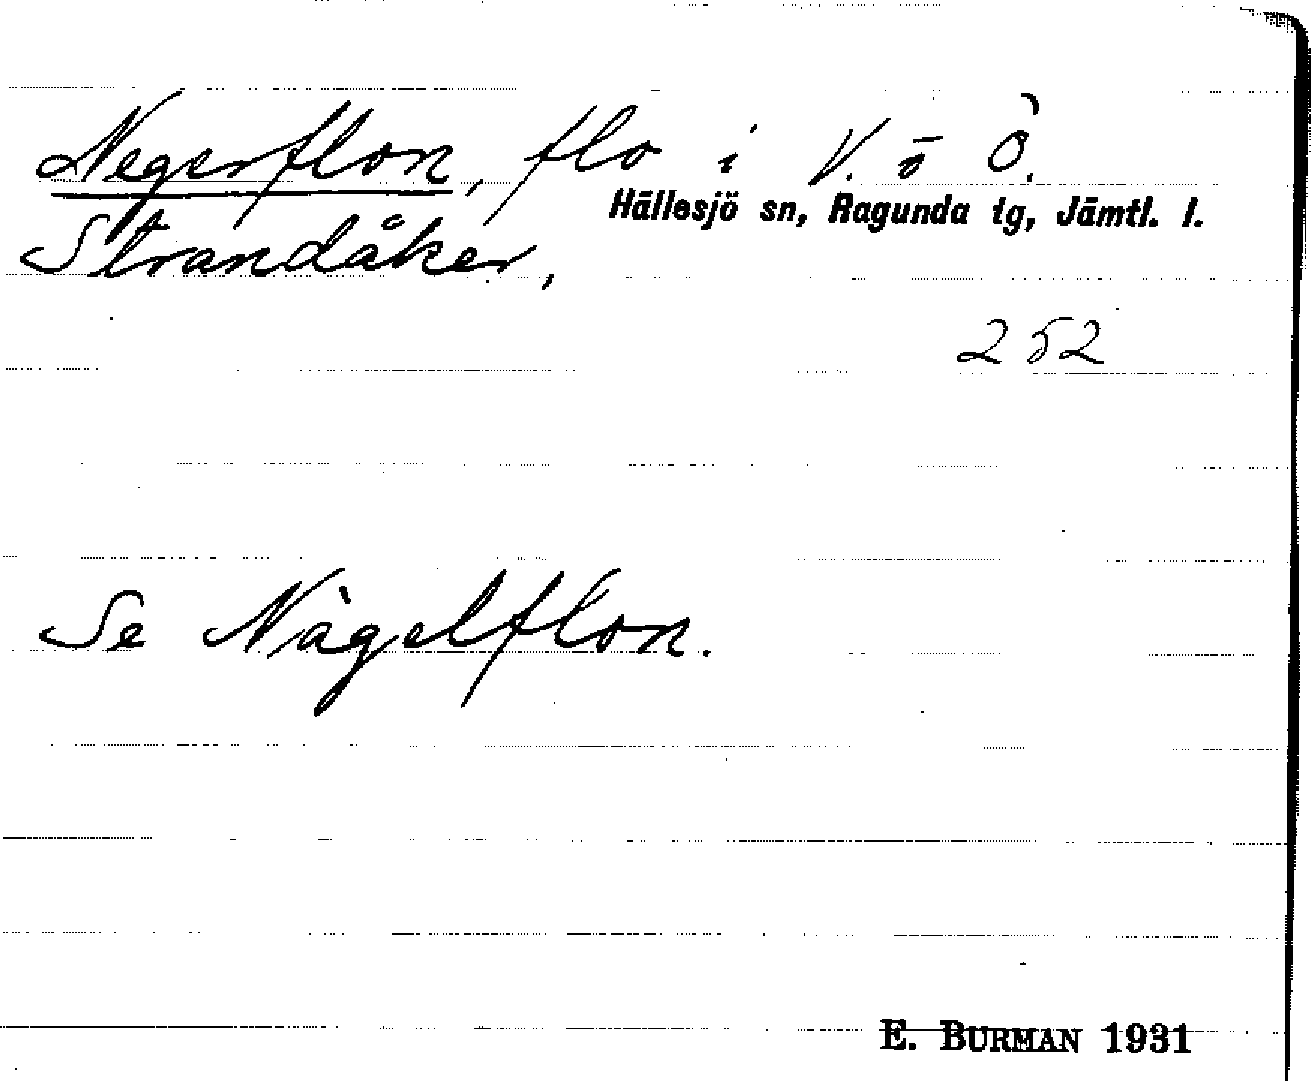 Negerflon, flo i V. o Ö.
Hällesjö sn, Ragunda tg, Jämtl. l.
Strandåker,
252
Se Nägelflon.
E. BURMAN 1931